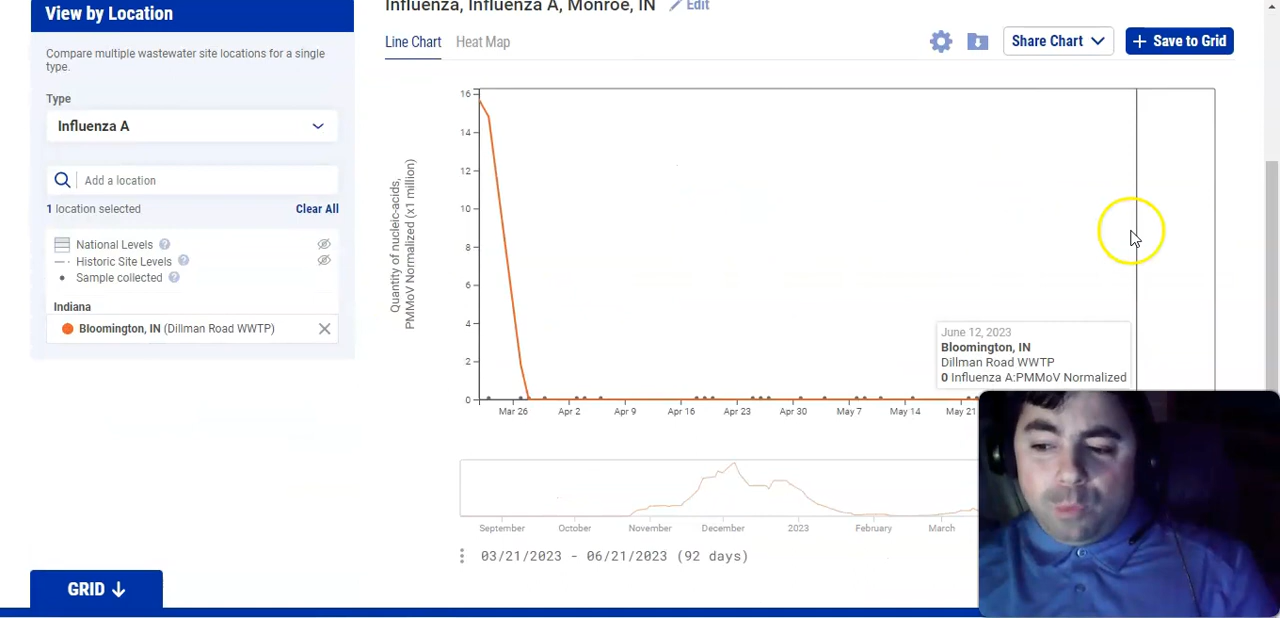 View by Location
Compare multiple wastewater site locations for a single
type.
Type
Influenza A
Add a location
1 location selected
Clear All
National Levels ?
Historic Site Levels ?
Sample collected ?
Indiana
Bloomington, IN (Dillman Road WWTP)
GRID
Influenza, Influenza A, Monroe, IN
Edit
Line Chart
Heat Map
Share Chart
+ Save to Grid
Quantity of nucleic-acids,
PMMoV Normalized (x1 million)
16
14
12
10
8
6
4
2
0
June 12, 2023
Bloomington, IN
Dillman Road WWTP
0 Influenza A:PMMoV Normalized
Mar 26 Apr 2 Apr 9 Apr 16 Apr 23 Apr 30 May 7 May 14 May 21
September October November December 2023 February March
03/21/2023 - 06/21/2023 (92 days)